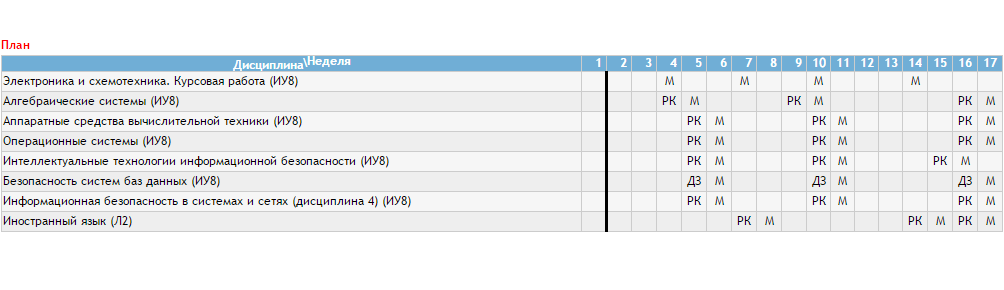 План
Дисциплина\Неделя 1 2 3 4 5 6 7 8 9 10 11 12 13 14 15 16 17
Электроника и схемотехника. Курсовая работа (ИУ8) М М М М
Алгебраические системы (ИУ8) РК М РК М РК М
Аппаратные средства вычислительной техники (ИУ8) РК М РК М РК М
Операционные системы (ИУ8) РК М РК М РК М
Интеллектуальные технологии информационной безопасности (ИУ8) РК М РК М РК М
Безопасность систем баз данных (ИУ8) ДЗ М ДЗ М ДЗ М
Информационная безопасность в системах и сетях (дисциплина 4) (ИУ8) РК М РК М РК М
Иностранный язык (Л2) РК М РК М РК М